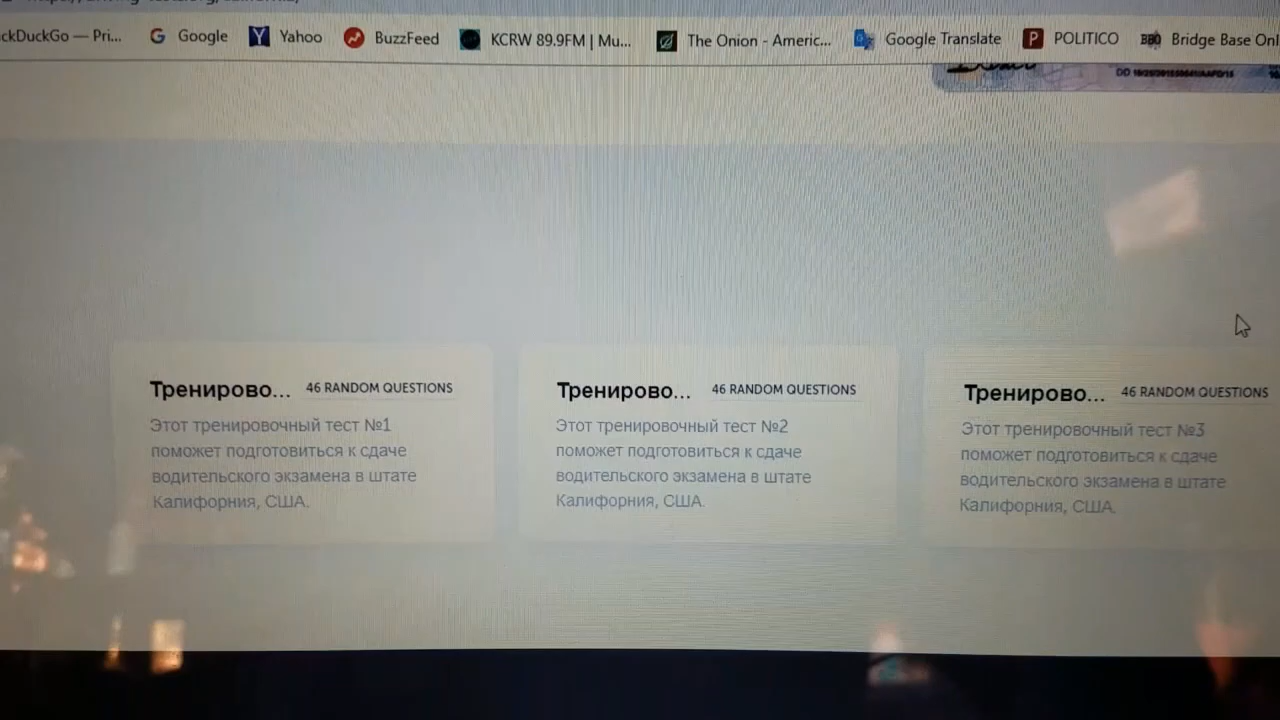 ckDuckGo — Pri... Google Yahoo BuzzFeed KCRW 89.9FM | Mu... The Onion - Americ... Google Translate POLITICO BBO Bridge Base Onl
Тренирово... 46 RANDOM QUESTIONS
Этот тренировочный тест №1
поможет подготовиться к сдаче
водительского экзамена в штате
Калифорния, США.
Тренирово... 46 RANDOM QUESTIONS
Этот тренировочный тест №2
поможет подготовиться к сдаче
водительского экзамена в штате
Калифорния, США.
Тренирово... 46 RANDOM QUESTIONS
Этот тренировочный тест №3
поможет подготовиться к сдаче
водительского экзамена в штате
Калифорния, США.